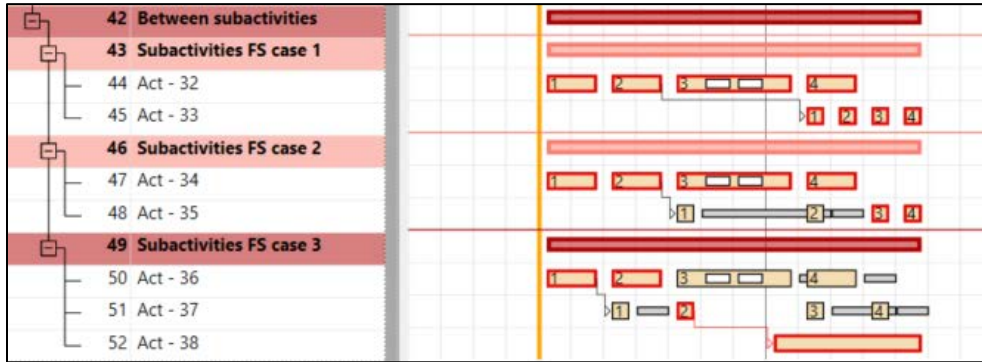 42 Between subactivities
43 Subactivities FS case 1
44 Act - 32 1 2 3 4
45 Act - 33 1 2 3 4
46 Subactivities FS case 2
47 Act - 34 1 2 3 4
48 Act - 35 1 2 3 4
49 Subactivities FS case 3
50 Act - 36 1 2 3 4
51 Act - 37 1 2 3 4
52 Act - 38